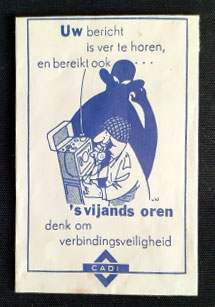 Uw bericht
is ver te horen,
en bereikt ook . . .
's vijands oren
denk om
verbindingsveiligheid
CADI